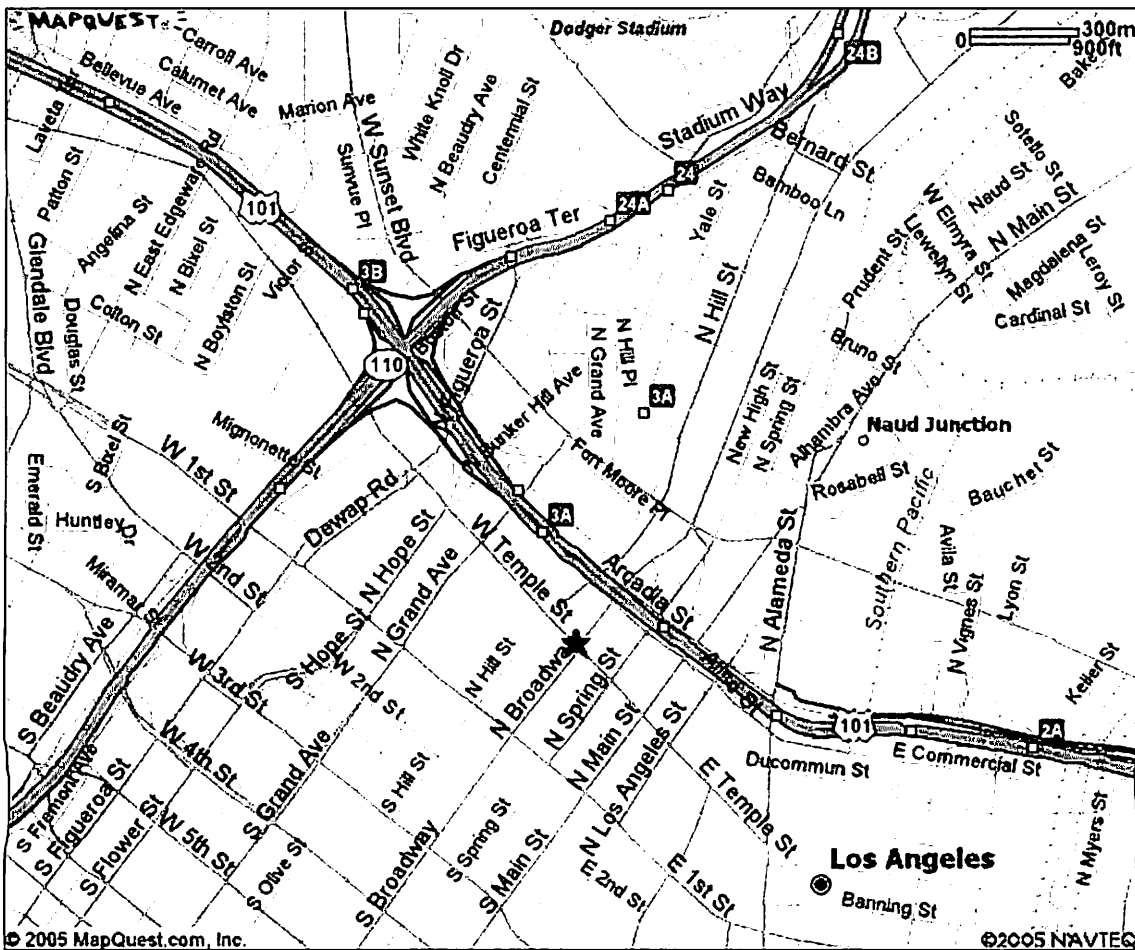 MAPQUEST
Dodger Stadium
300m
0
900ft
24B
Carroll Ave
Calumet Ave
Bellevue Ave
Marion Ave
White Knoll Dr
N Beaudry Ave
Centennial St
W Sunset Blvd
Sunvue Pl
Stadium Way
Bernard St
Bamboo Ln
24
24A
Yale St
Figueroa Ter
Sotello St
Naud St
N Main St
W Elmyra St
Llewellyn St
Magdalena St
Leroy St
Cardinal St
Prudent St
Bruno St
Patton St
Angelina St
N East Edgeware Rd
N Bixel St
N Boylston St
101
3B
110
Glendale Blvd
Douglas St
Colton St
Figueroa St
Bunker Hill Ave
N Hill Pl
N Grand Ave
3A
N Hill St
New High St
N Spring St
Alhambra Ave
Naud Junction
Rosabell St
Bauchet St
Southern Pacific
Avila St
N Vignes St
Lyon St
Keller St
Fort Moore Pl
Mignonette St
W 1st St
S Bixel St
Emerald St
Huntley Dr
Miramar St
W 2nd St
Dewap Rd
N Hope St
N Grand Ave
W Temple St
3A
Arcadia St
N Alameda St
Aliso St
S Hope St
W 2nd St
W 3rd St
N Hill St
N Broadway
N Spring St
N Main St
N Los Angeles St
101
2A
Ducommun St
E Commercial St
E Temple St
N Myers St
S Beaudry Ave
S Fremont Ave
S Figueroa St
S Flower St
W 4th St
W 5th St
S Grand Ave
S Olive St
S Hill St
S Broadway
S Spring St
S Main St
E 2nd St
E 1st St
Los Angeles
Banning St
© 2005 MapQuest.com, Inc.
©2005 NAVTEQ